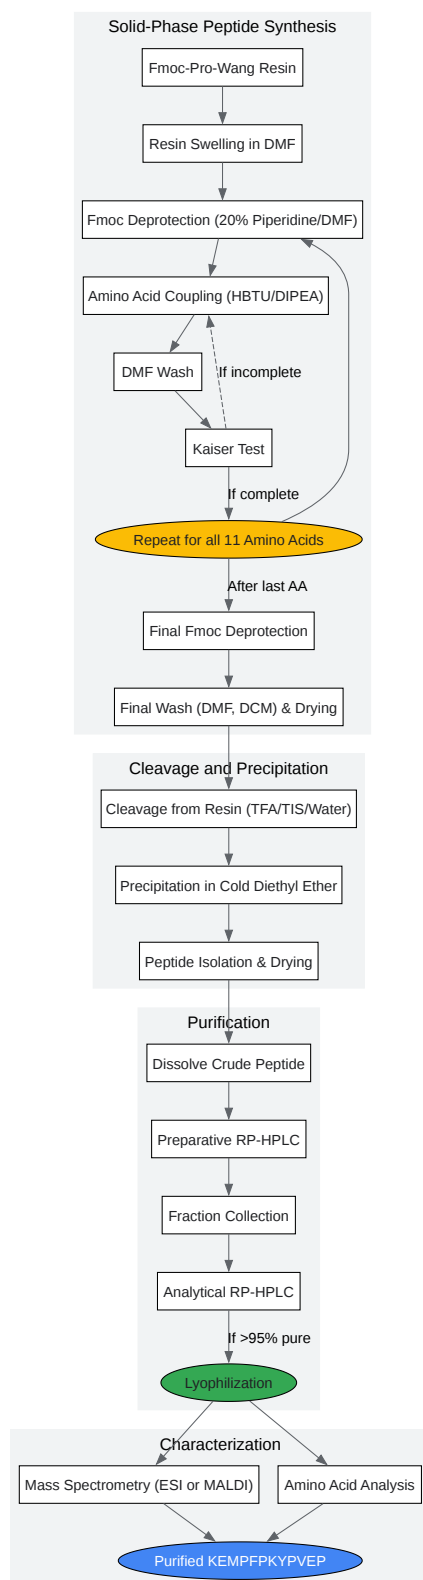 Solid-Phase Peptide Synthesis
Fmoc-Pro-Wang Resin
Resin Swelling in DMF
Fmoc Deprotection (20% Piperidine/DMF)
Amino Acid Coupling (HBTU/DIPEA)
DMF Wash
If incomplete
Kaiser Test
If complete
Repeat for all 11 Amino Acids
After last AA
Final Fmoc Deprotection
Final Wash (DMF, DCM) & Drying
Cleavage and Precipitation
Cleavage from Resin (TFA/TIS/Water)
Precipitation in Cold Diethyl Ether
Peptide Isolation & Drying
Purification
Dissolve Crude Peptide
Preparative RP-HPLC
Fraction Collection
Analytical RP-HPLC
If >95% pure
Lyophilization
Characterization
Mass Spectrometry (ESI or MALDI)
Amino Acid Analysis
Purified KEMPFPKYPVEP